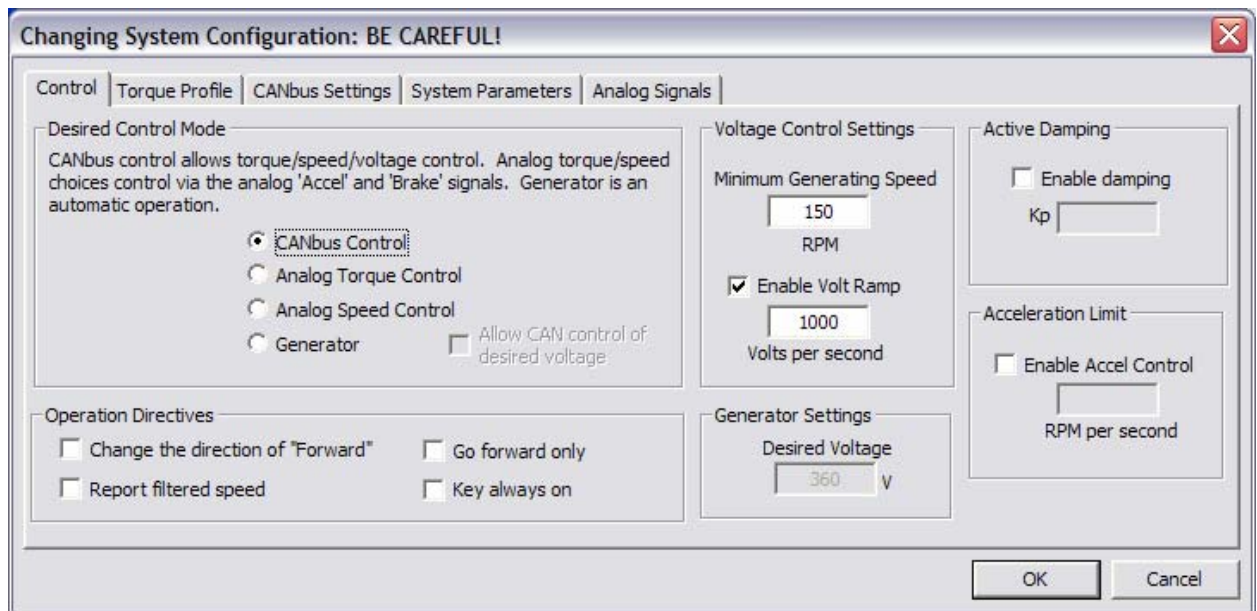 Changing System Configuration: BE CAREFUL!
Control
Torque Profile
CANbus Settings
System Parameters
Analog Signals
Desired Control Mode
CANbus control allows torque/speed/voltage control. Analog torque/speed
choices control via the analog 'Accel' and 'Brake' signals. Generator is an
automatic operation.
CANbus Control
Analog Torque Control
Analog Speed Control
Generator
Allow CAN control of
desired voltage
Operation Directives
Change the direction of "Forward"
Go forward only
Report filtered speed
Key always on
Voltage Control Settings
Minimum Generating Speed
150
RPM
Enable Volt Ramp
1000
Volts per second
Generator Settings
Desired Voltage
360 V
Active Damping
Enable damping
Kp
Acceleration Limit
Enable Accel Control
RPM per second
OK
Cancel